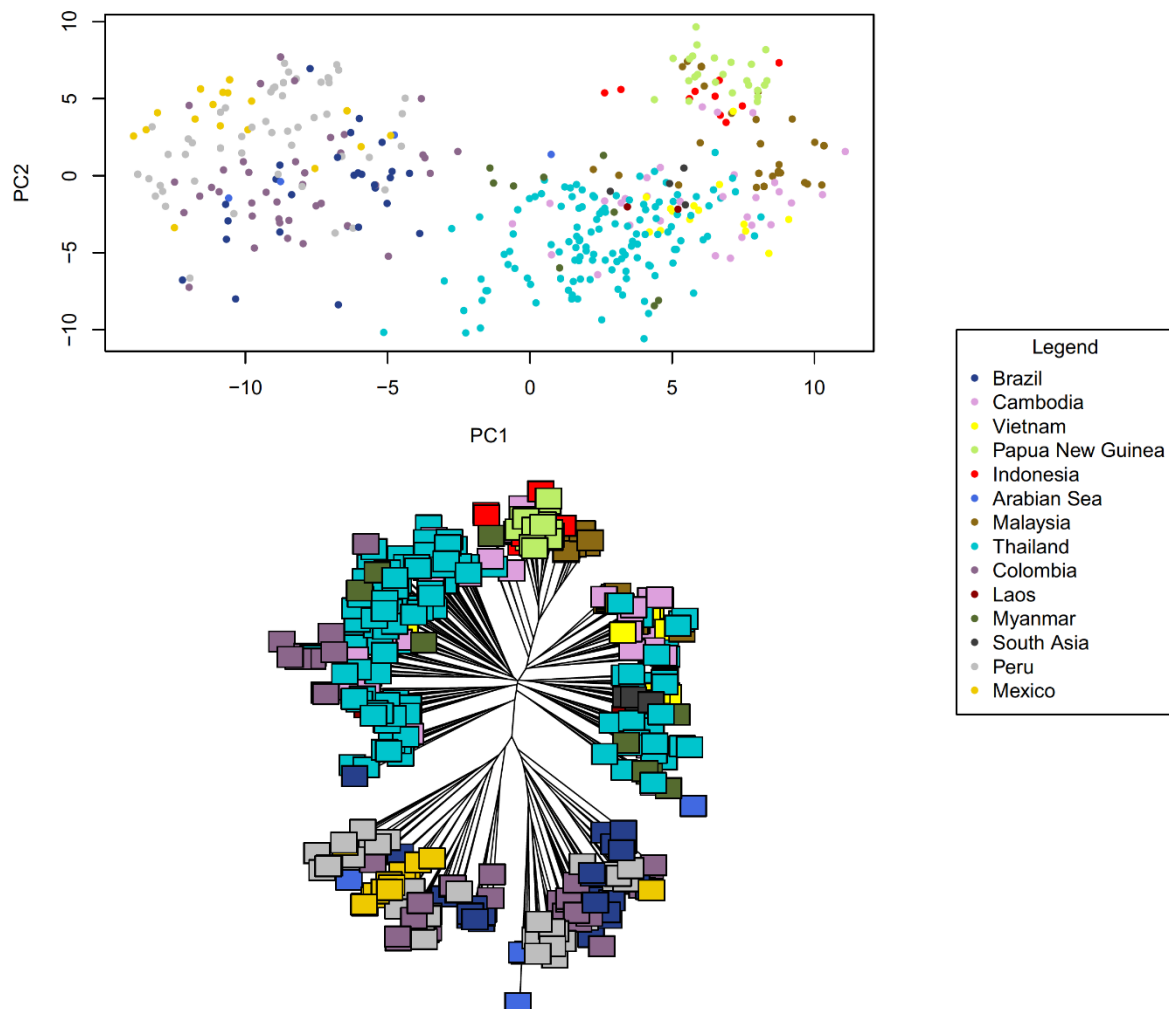 10
5
0
−5
−10
PC2
−10
−5
0
5
10
PC1
Legend
Brazil
Cambodia
Vietnam
Papua New Guinea
Indonesia
Arabian Sea
Malaysia
Thailand
Colombia
Laos
Myanmar
South Asia
Peru
Mexico